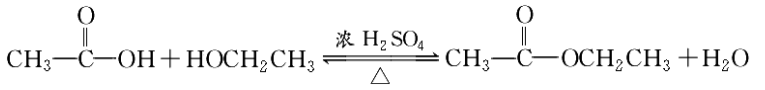 O O
CH₃—C—OH+HOCH₂CH₃ 浓 H₂SO₄ ⇌ △ CH₃—C—OCH₂CH₃+H₂O